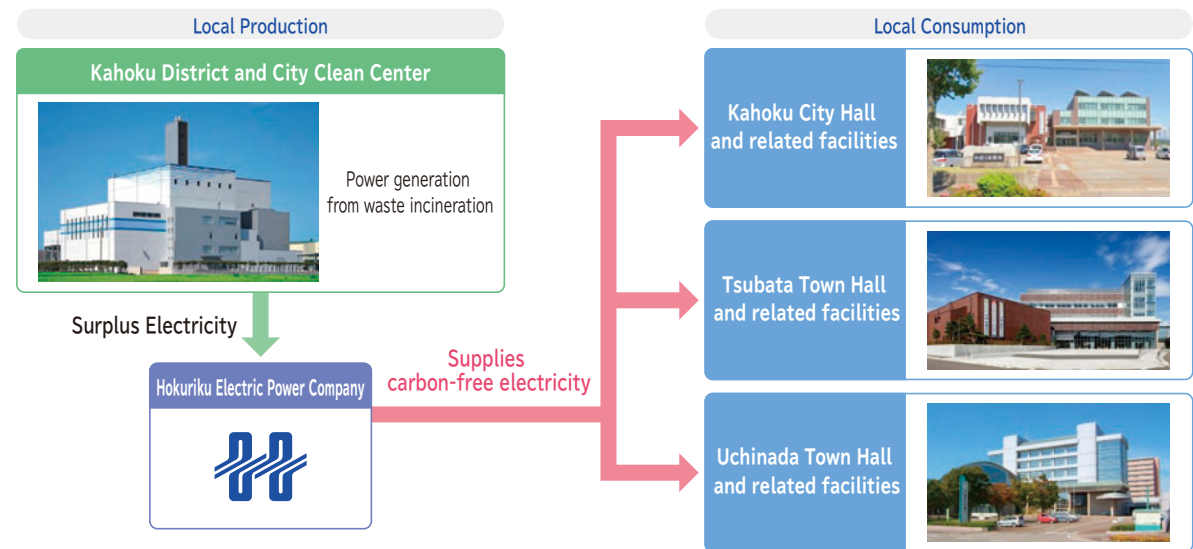 Local Production
Kahoku District and City Clean Center
Power generation
from waste incineration
Surplus Electricity
Hokuriku Electric Power Company
Supplies
carbon-free electricity
Local Consumption
Kahoku City Hall
and related facilities
Tsubata Town Hall
and related facilities
Uchinada Town Hall
and related facilities